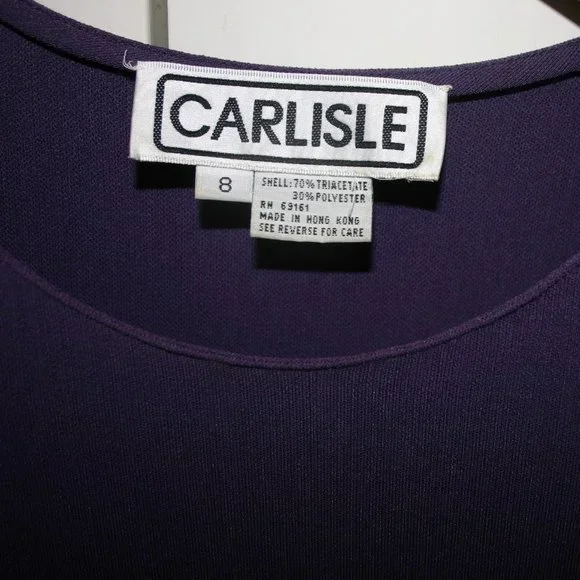 CARLISLE
8
SHELL: 70% TRIACETATE
30% POLYESTER
RN 69161
MADE IN HONG KONG
SEE REVERSE FOR CARE